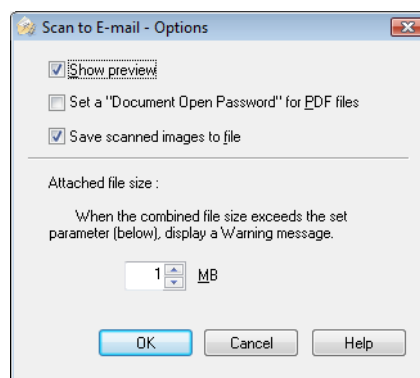 Scan to E-mail - Options
Show preview
Set a "Document Open Password" for PDF files
Save scanned images to file
Attached file size :
When the combined file size exceeds the set
parameter (below), display a Warning message.
1 MB
OK Cancel Help